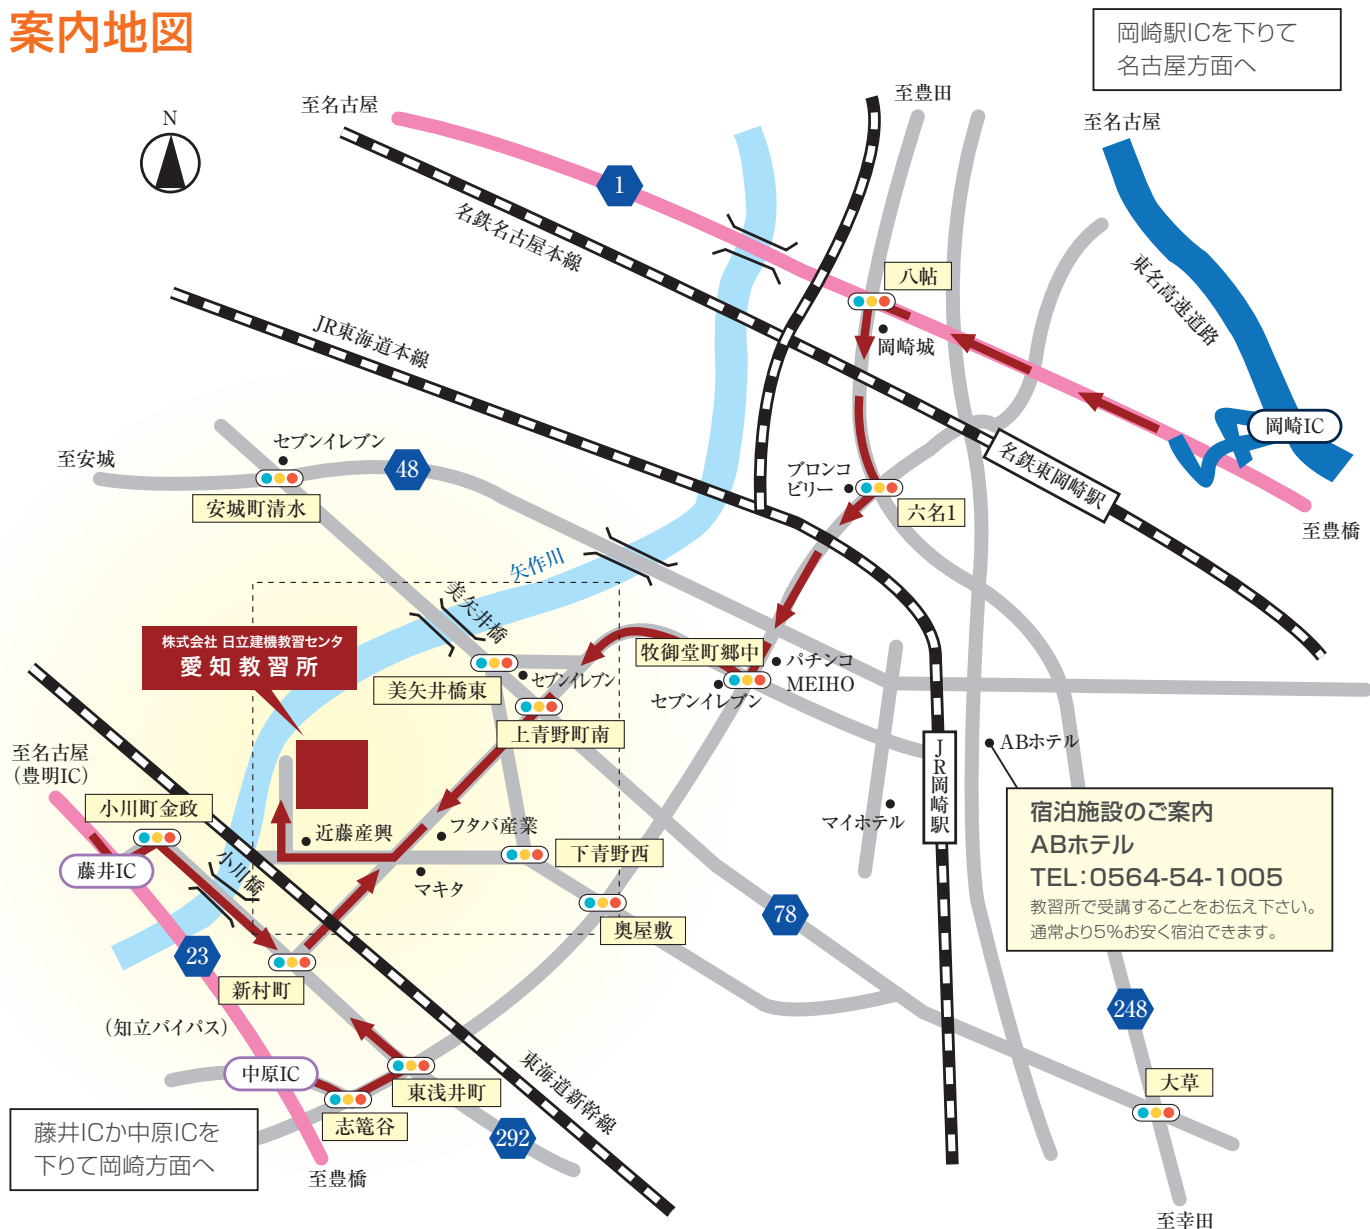 案内地図
岡崎駅ICを下りて
名古屋方面へ
N
至名古屋
至豊田
至名古屋
1
名鉄名古屋本線
東名高速道路
八帖
岡崎城
JR東海道本線
岡崎IC
セブンイレブン
至安城
48
安城町清水
ブロンコ
ビリー
六名1
名鉄東岡崎駅
至豊橋
矢作川
美矢井橋
株式会社 日立建機教習センタ
愛知教習所
牧御堂町郷中
パチンコ
MEIHO
セブンイレブン
美矢井橋東
セブンイレブン
上青野町南
至名古屋
(豊明IC)
JR岡崎駅
ABホテル
小川町金政
近藤産興
フタバ産業
マイホテル
藤井IC
小川橋
マキタ
下青野西
宿泊施設のご案内
ABホテル
TEL:0564-54-1005
教習所で受講することをお伝え下さい。
通常より5%お安く宿泊できます。
奥屋敷
78
23
新村町
248
(知立バイパス)
中原IC
東浅井町
東海道新幹線
大草
志篭谷
292
藤井ICか中原ICを
下りて岡崎方面へ
至豊橋
至幸田